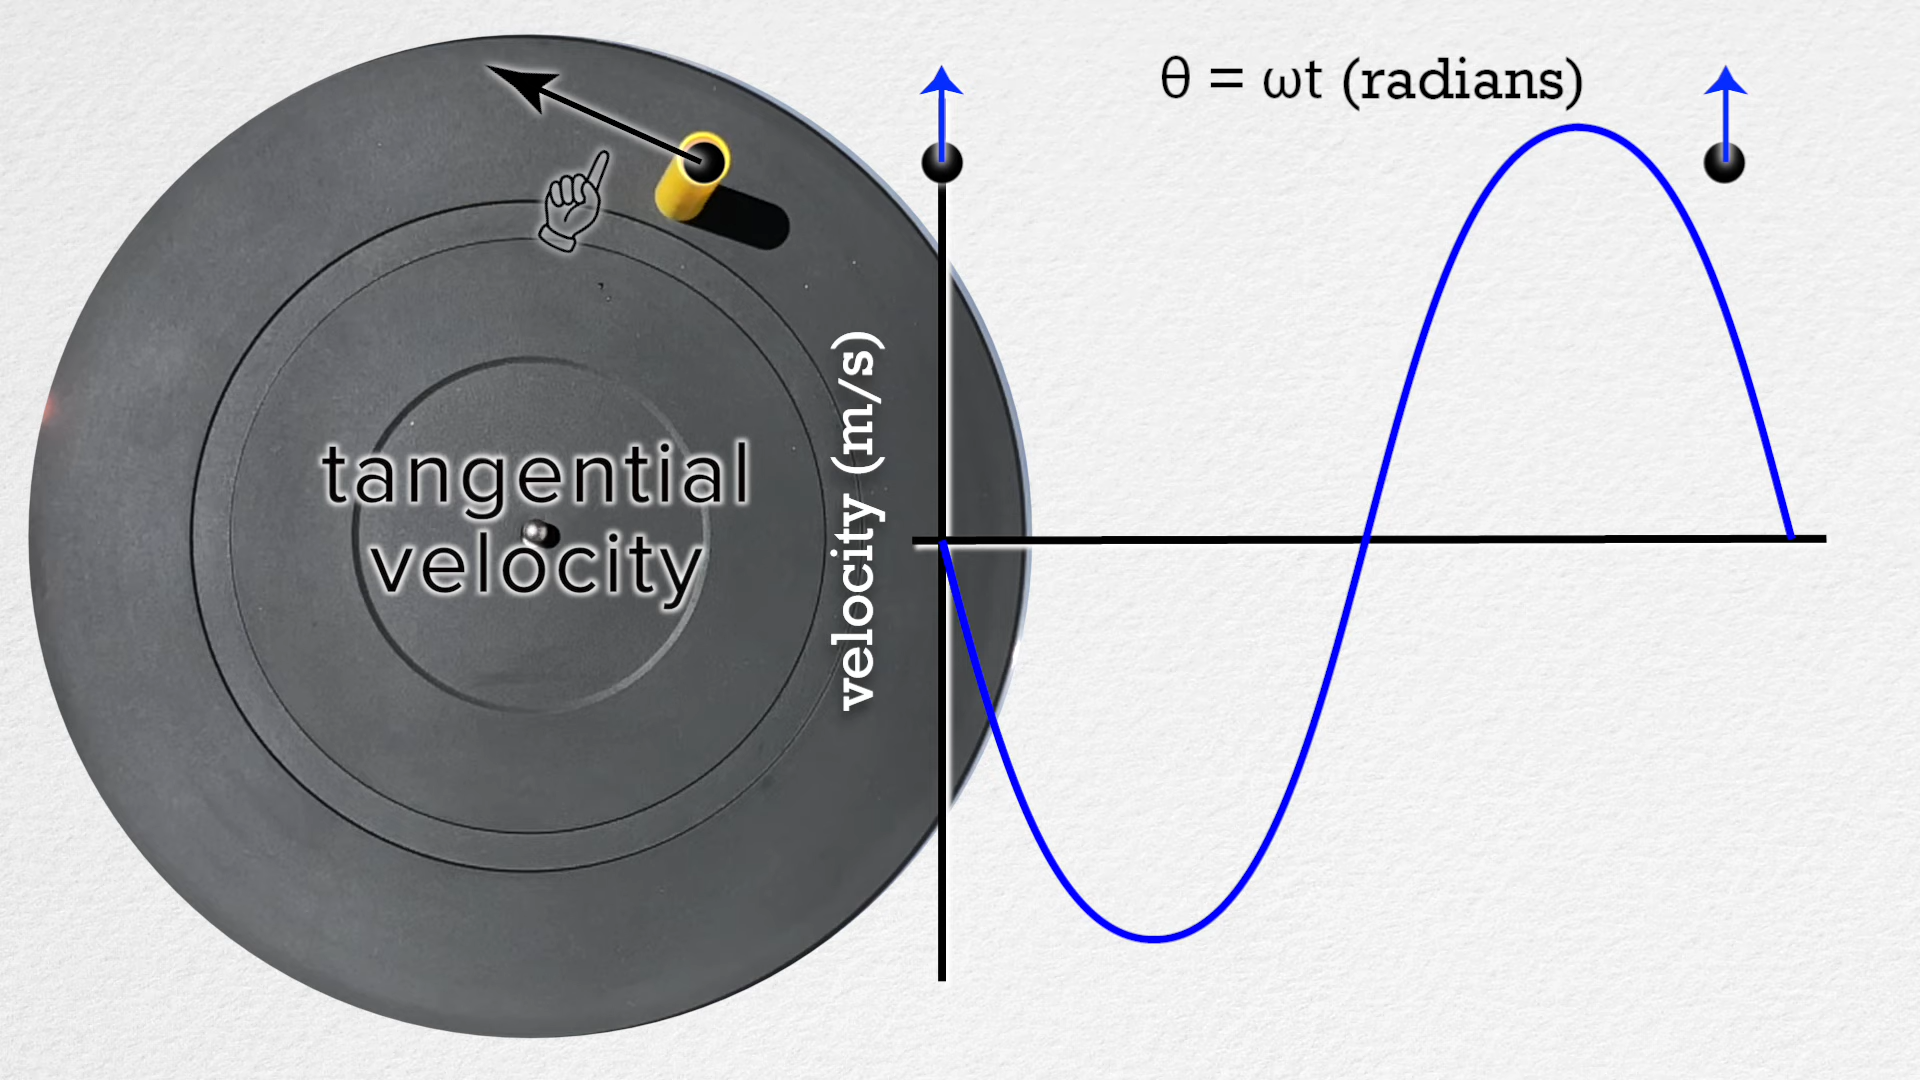 θ = ωt (radians)
velocity (m/s)
tangential
velocity